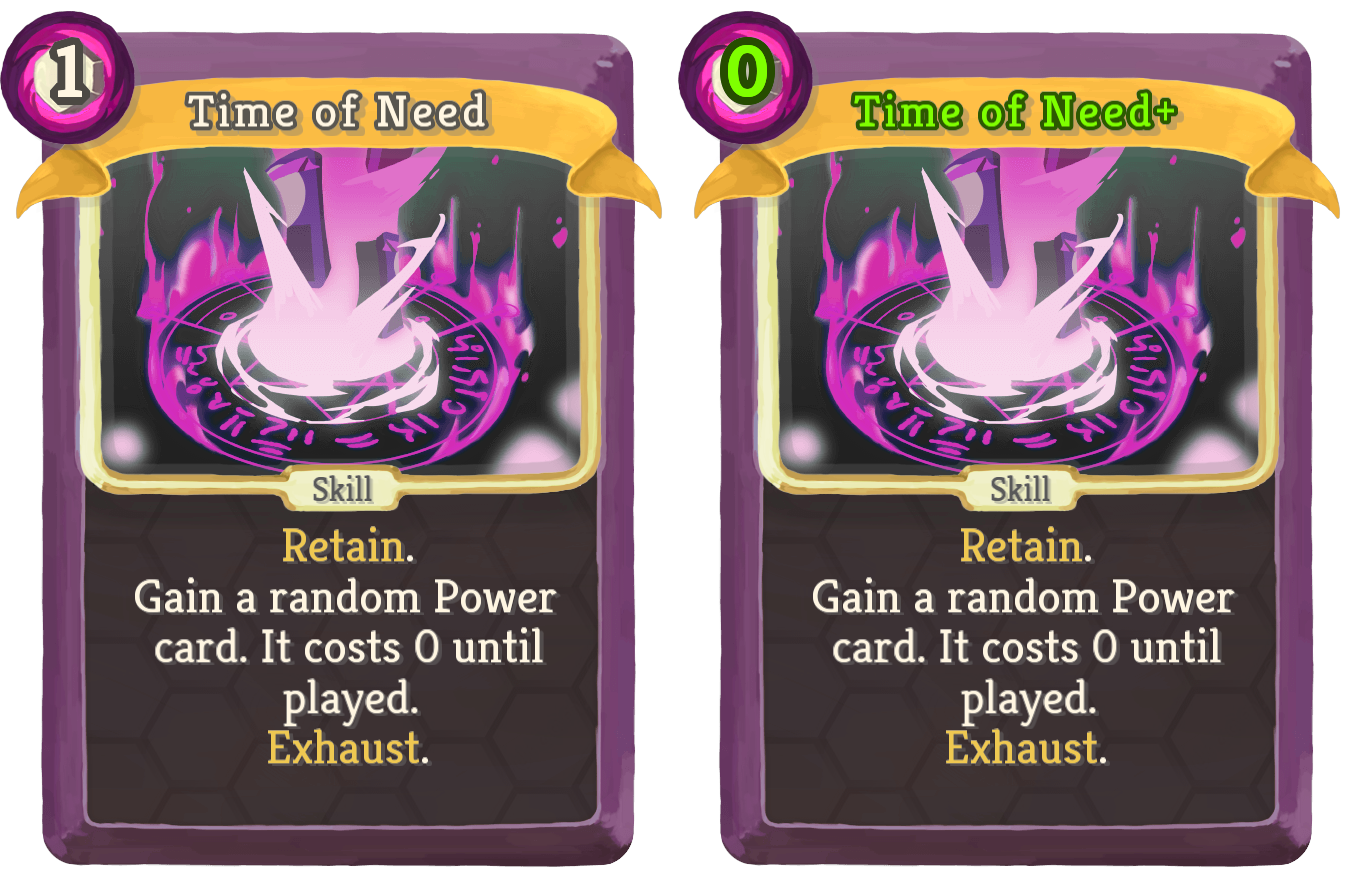 1
Time of Need
Skill
Retain.
Gain a random Power
card. It costs 0 until
played.
Exhaust.
0
Time of Need+
Skill
Retain.
Gain a random Power
card. It costs 0 until
played.
Exhaust.